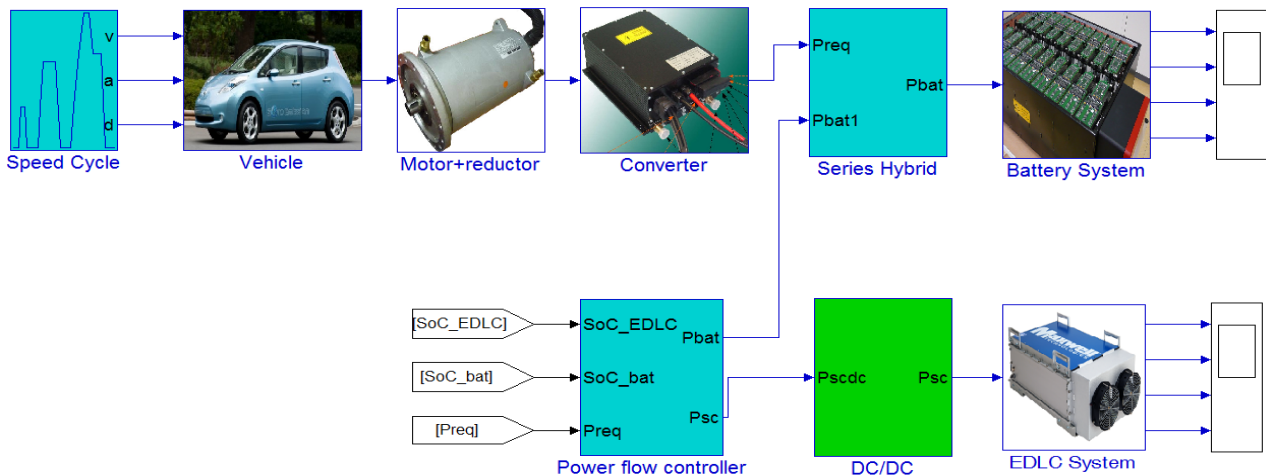 v
a
d
Speed Cycle
Vehicle
Motor+reductor
Converter
Preq
Pbat
Pbat1
Series Hybrid
Battery System
[SoC_EDLC]
[SoC_bat]
[Preq]
SoC_EDLC
Pbat
SoC_bat
Psc
Preq
Power flow controller
Pscdc
Psc
DC/DC
Maxwell
EDLC System